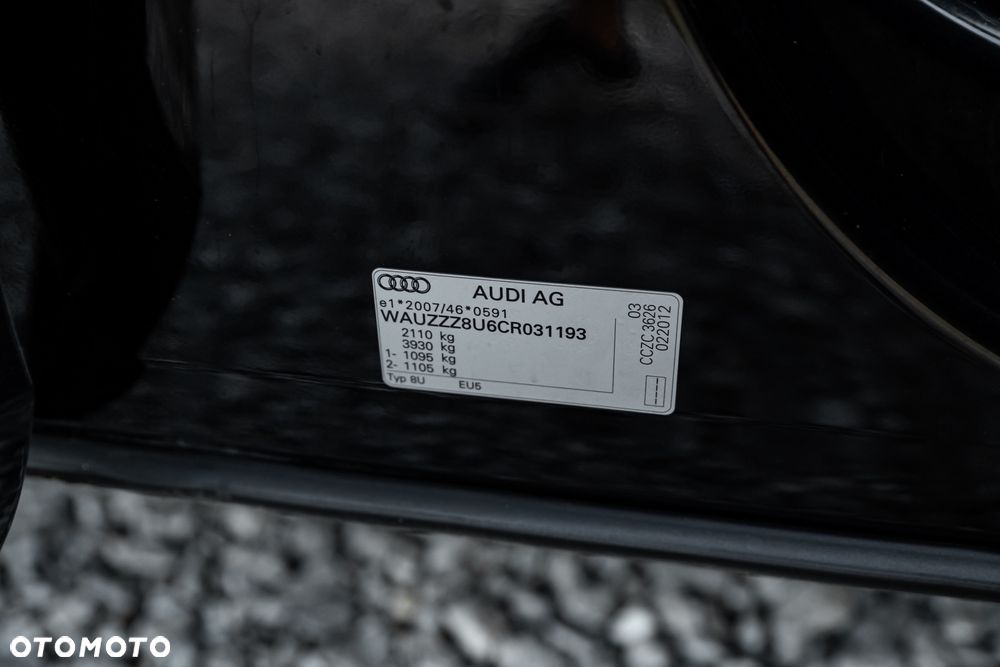 AUDI AG
e1*2007/46*0591
WAUZZZ8U6CR031193
2110 kg
3930 kg
1- 1095 kg
2- 1105 kg
Typ 8U EU5
03
CCZC 3626
022012
OTOMOTO